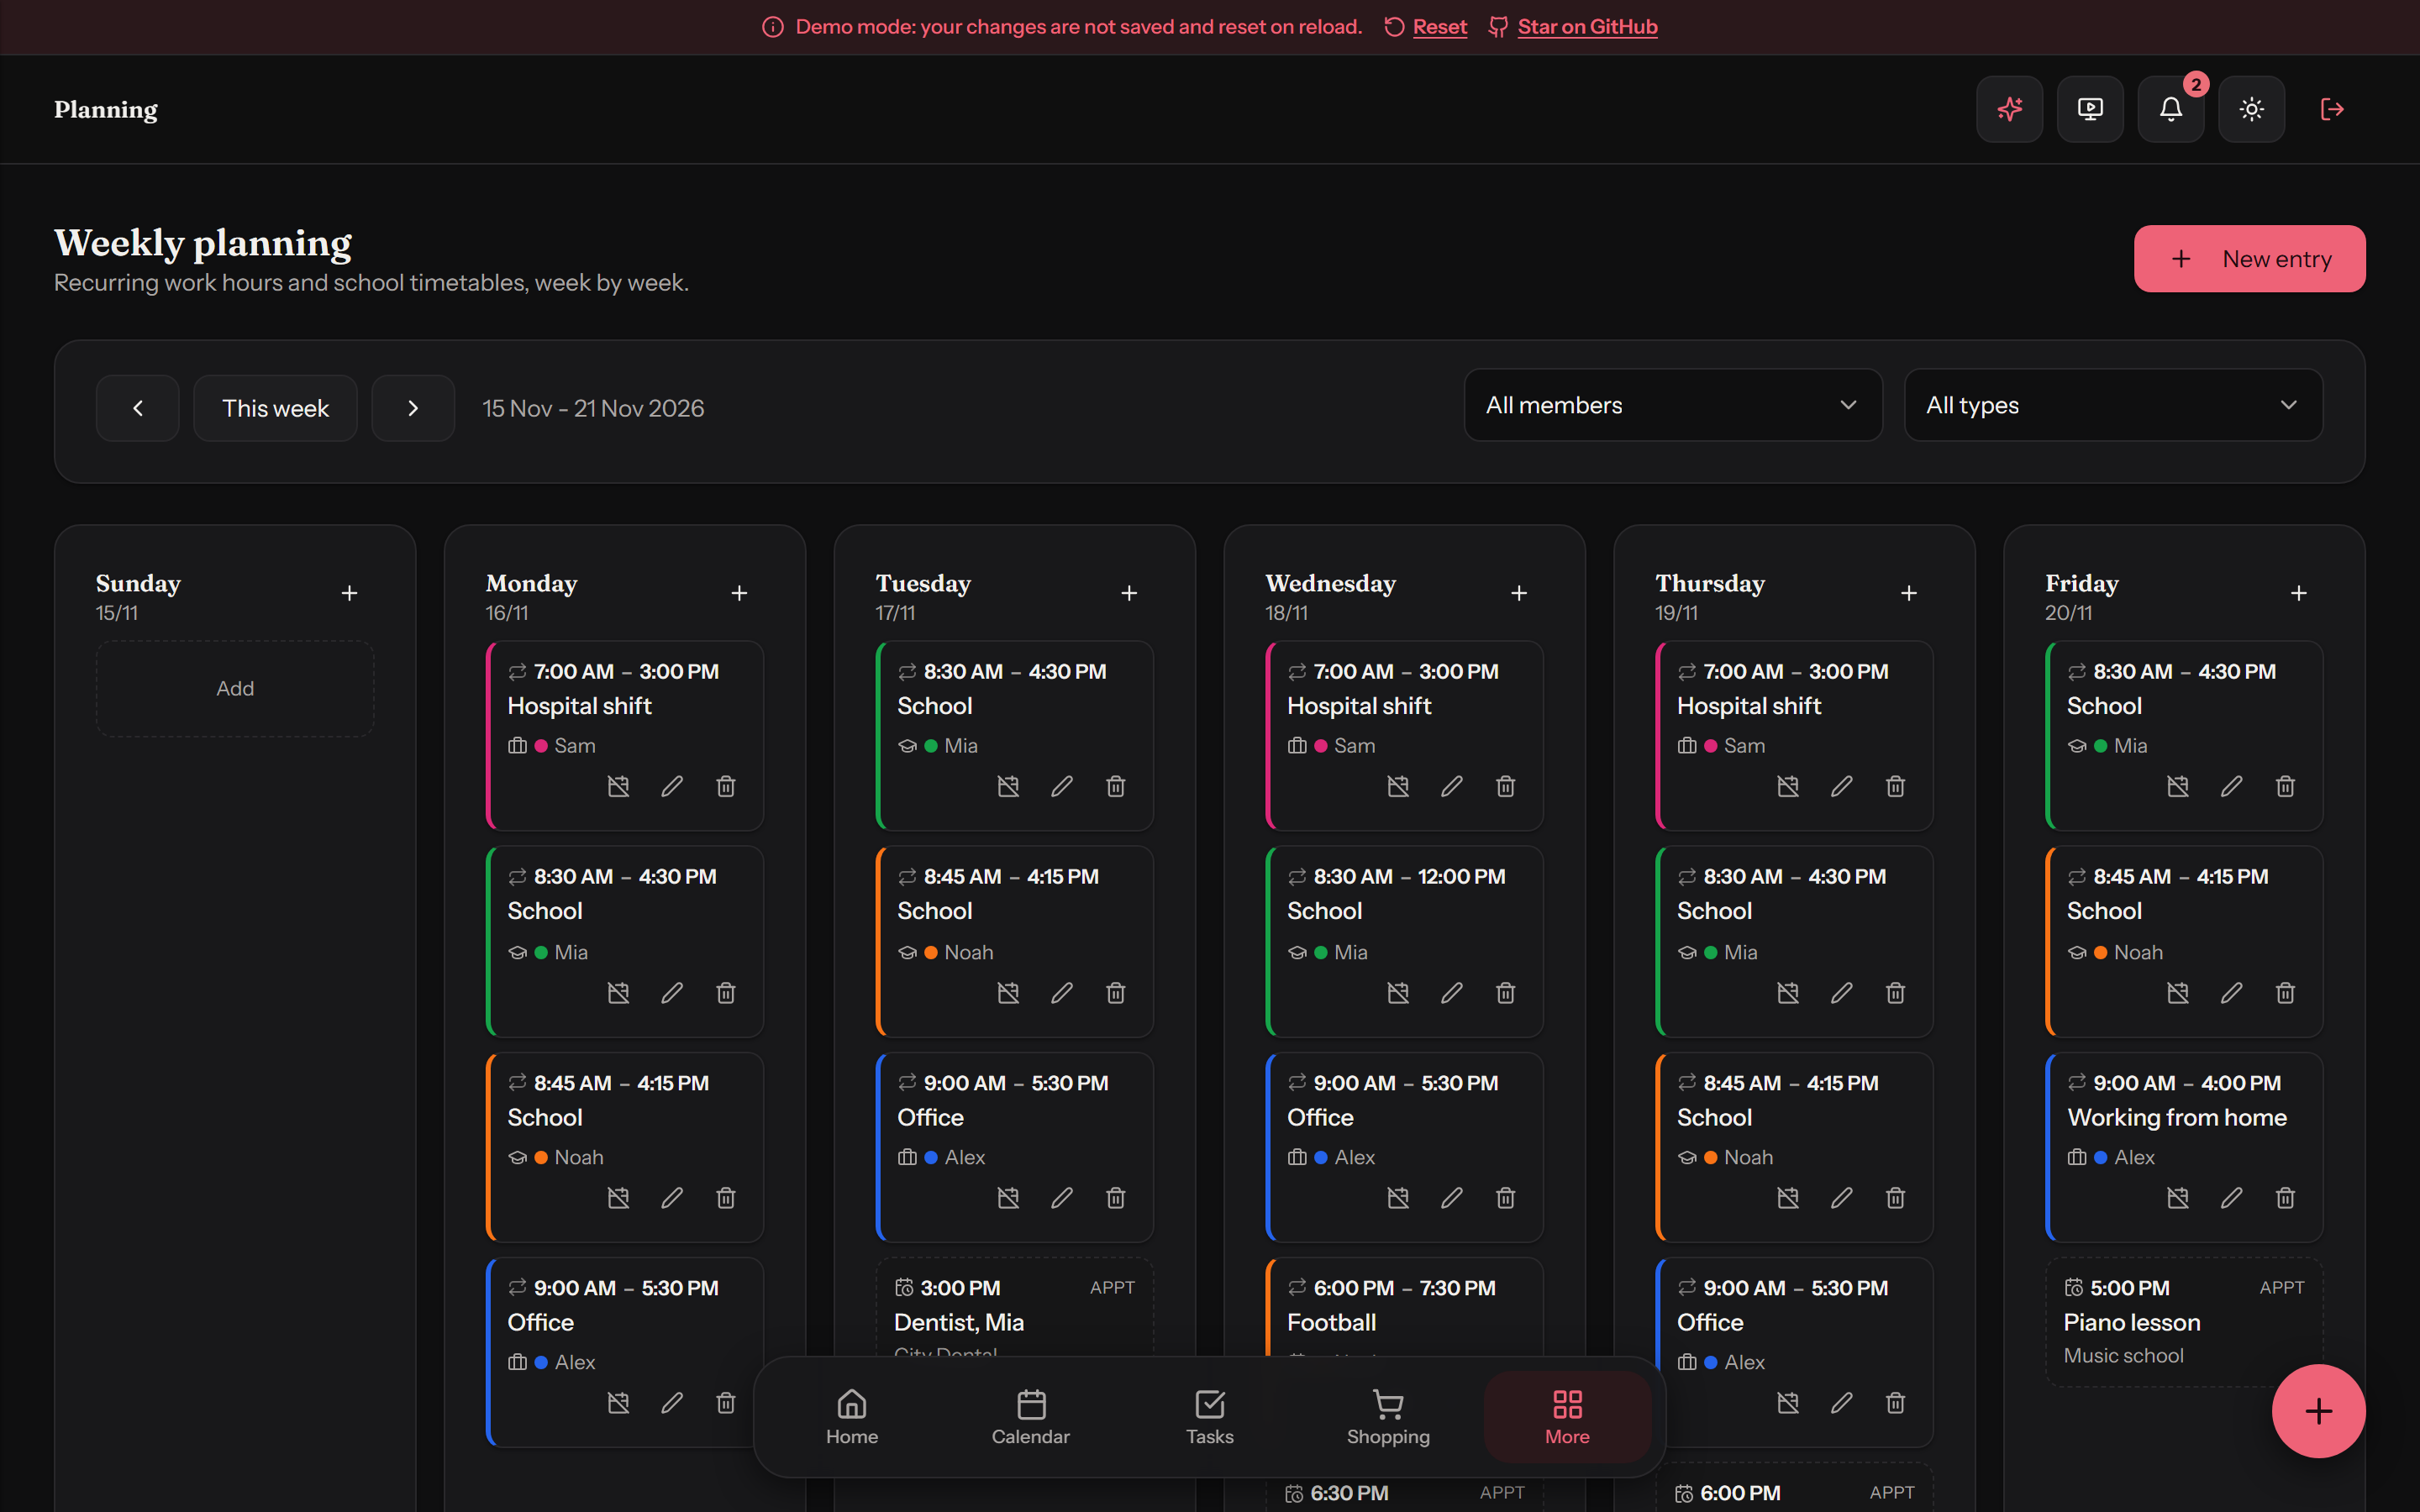 Demo mode: your changes are not saved and reset on reload. Reset Star on GitHub
Planning
2
Weekly planning
Recurring work hours and school timetables, week by week.
New entry
This week
15 Nov - 21 Nov 2026
All members
All types
Sunday
15/11
Add
Monday
16/11
7:00 AM – 3:00 PM
Hospital shift
Sam
8:30 AM – 4:30 PM
School
Mia
8:45 AM – 4:15 PM
School
Noah
9:00 AM – 5:30 PM
Office
Alex
Tuesday
17/11
8:30 AM – 4:30 PM
School
Mia
8:45 AM – 4:15 PM
School
Noah
9:00 AM – 5:30 PM
Office
Alex
3:00 PM APPT
Dentist, Mia
City Dental
Wednesday
18/11
7:00 AM – 3:00 PM
Hospital shift
Sam
8:30 AM – 12:00 PM
School
Mia
9:00 AM – 5:30 PM
Office
Alex
6:00 PM – 7:30 PM
Football
6:30 PM APPT
Thursday
19/11
7:00 AM – 3:00 PM
Hospital shift
Sam
8:30 AM – 4:30 PM
School
Mia
8:45 AM – 4:15 PM
School
Noah
9:00 AM – 5:30 PM
Office
Alex
6:00 PM APPT
Friday
20/11
8:30 AM – 4:30 PM
School
Mia
8:45 AM – 4:15 PM
School
Noah
9:00 AM – 4:00 PM
Working from home
Alex
5:00 PM APPT
Piano lesson
Music school
Home
Calendar
Tasks
Shopping
More